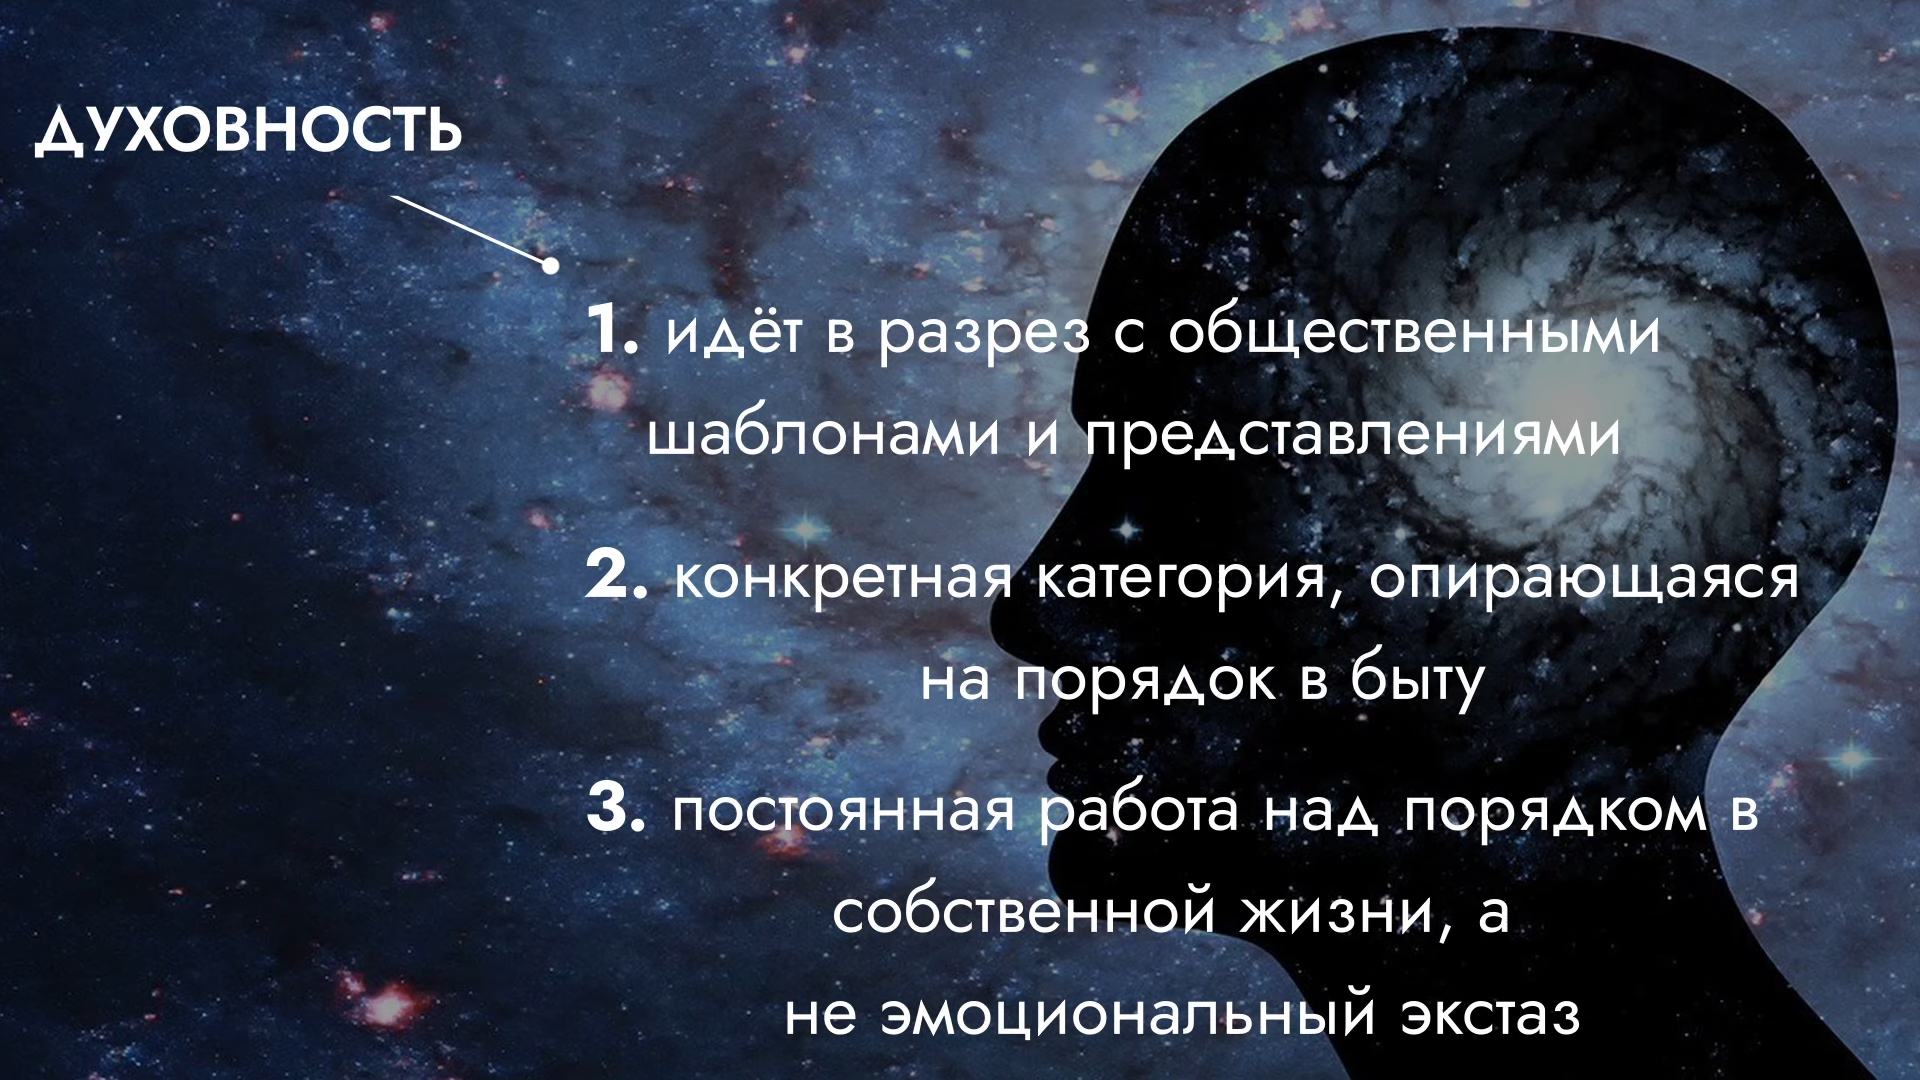 ДУХОВНОСТЬ
1. идёт в разрез с общественными
шаблонами и представлениями
2. конкретная категория, опирающаяся
на порядок в быту
3. постоянная работа над порядком в
собственной жизни, а
не эмоциональный экстаз